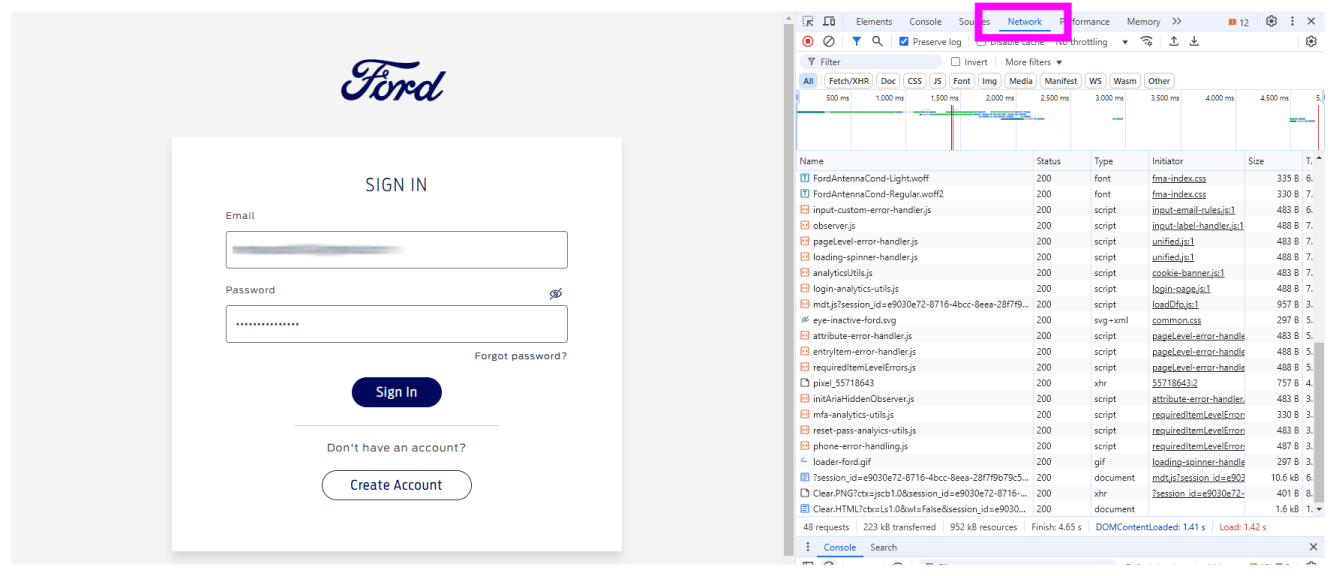 Ford
SIGN IN
Email
Password
...............
Forgot password?
Sign In
Don't have an account?
Create Account
Elements Console Sources Network Performance Memory 12
Preserve log Disable cache No throttling
Filter Invert More filters
All Fetch/XHR Doc CSS JS Font Img Media Manifest WS Wasm Other
500 ms 1,000 ms 1,500 ms 2,000 ms 2,500 ms 3,000 ms 3,500 ms 4,000 ms 4,500 ms 5,
Name Status Type Initiator Size T.
FordAntennaCond-Light.woff 200 font fma-index.css 335 B 6.
FordAntennaCond-Regular.woff2 200 font fma-index.css 330 B 7.
input-custom-error-handler.js 200 script input-email-rules.js:1 483 B 6.
observer.js 200 script input-label-handler.js:1 488 B 7.
pageLevel-error-handler.js 200 script unified.js:1 483 B 7.
loading-spinner-handler.js 200 script unified.js:1 488 B 7.
analyticsUtils.js 200 script cookie-banner.js:1 483 B 7.
login-analytics-utils.js 200 script login-page.js:1 488 B 7.
mdt.js?session_id=e9030e72-8716-4bcc-8eea-28f7f9... 200 script loadDfp.js:1 957 B 3.
eye-inactive-ford.svg 200 svg+xml common.css 297 B 5.
attribute-error-handler.js 200 script pageLevel-error-handle 483 B 5.
entryItem-error-handler.js 200 script pageLevel-error-handle 488 B 5.
requiredItemLevelErrors.js 200 script pageLevel-error-handle 488 B 5.
pixel_55718643 200 xhr 55718643:2 757 B 4.
initAriaHiddenObserver.js 200 script attribute-error-handler. 483 B 3.
mfa-analytics-utils.js 200 script requiredItemLevelError: 330 B 3.
reset-pass-analyics-utils.js 200 script requiredItemLevelError: 483 B 3.
phone-error-handling.js 200 script requiredItemLevelError: 487 B 3.
loader-ford.gif 200 gif loading-spinner-handle 297 B 3.
?session_id=e9030e72-8716-4bcc-8eea-28f7f9b79c5... 200 document mdt.js?session_id=e903 10.6 kB 6.
Clear.PNG?ctx=jscb1.0&session_id=e9030e72-8716-... 200 xhr ?session_id=e9030e72- 401 B 8.
Clear.HTML?ctx=Ls1.0&wl=False&session_id=e9030... 200 document 1.6 kB 1.
48 requests 223 kB transferred 952 kB resources Finish: 4.65 s DOMContentLoaded: 1.41 s Load: 1.42 s
Console Search